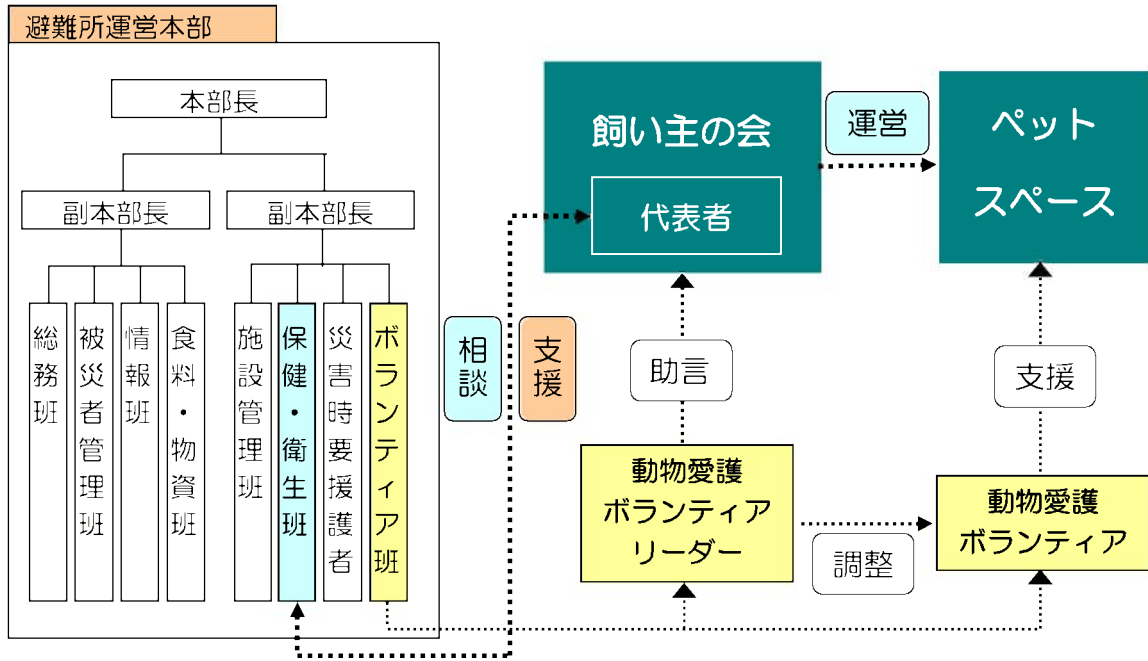 避難所運営本部
本部長
副本部長
副本部長
総務班
被災者管理班
情報班
食料・物資班
施設管理班
保健・衛生班
災害時要援護者
ボランティア班
相談
支援
飼い主の会
代表者
運営
ペット
スペース
助言
支援
動物愛護
ボランティア
リーダー
調整
動物愛護
ボランティア